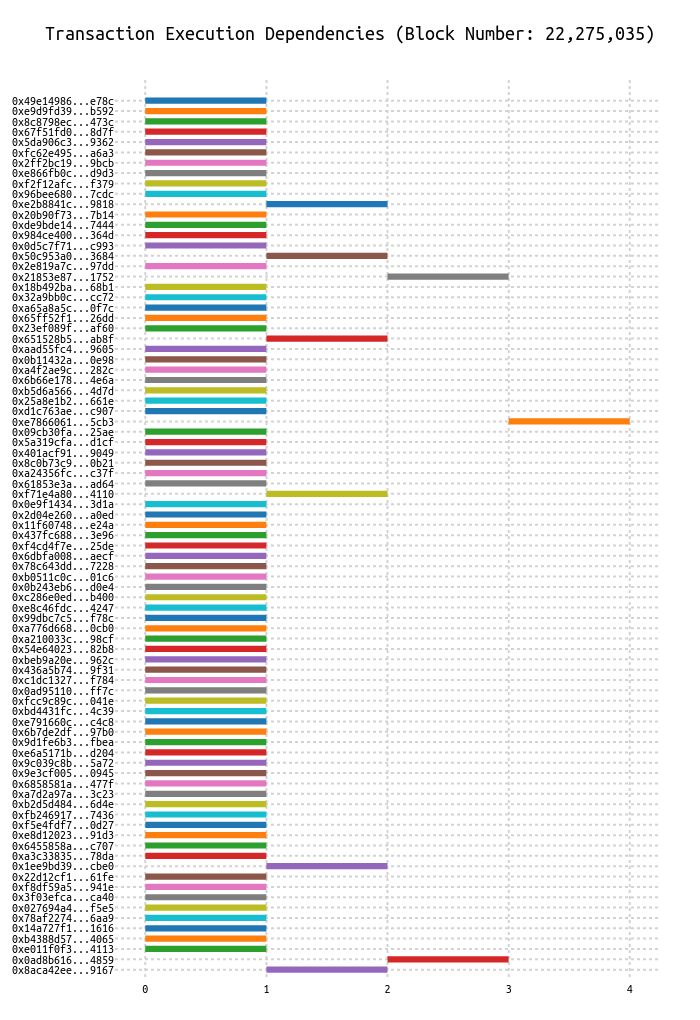 Transaction Execution Dependencies (Block Number: 22,275,035)
0x49e14986...e78c
0xe9d9fd39...b592
0x8c8798ec...473c
0x67f51fd0...8d7f
0x5da906c3...9362
0xfc62e495...a6a3
0x2ff2bc19...9bcb
0xe866fb0c...d9d3
0xf2f12afc...f379
0x96bee680...7cdc
0xe2b8841c...9818
0x20b90f73...7b14
0xde9bde14...7444
0x984ce400...364d
0x0d5c7f71...c993
0x50c953a0...3684
0x2e819a7c...97dd
0x21853e87...1752
0x18b492ba...68b1
0x32a9bb0c...cc72
0xa65a8a5c...0f7c
0x65ff52f1...26dd
0x23ef089f...af60
0x651528b5...ab8f
0xaad55fc4...9605
0x0b11432a...0e98
0xa4f2ae9c...282c
0x6b66e178...4e6a
0xb5d6a566...4d7d
0x25a8e1b2...661e
0xd1c763ae...c907
0xe7866061...5cb3
0x09cb30fa...25ae
0x5a319cfa...d1cf
0x401acf91...9049
0x8c0b73c9...0b21
0xa24356fc...c37f
0x61853e3a...ad64
0xf71e4a80...4110
0x0e9f1434...3d1a
0x2d04e260...a0ed
0x11f60748...e24a
0x437fc688...3e96
0xf4cd4f7e...25de
0x6dbfa008...aecf
0x78c643dd...7228
0xb0511c0c...01c6
0x0b243eb6...d0e4
0xc286e0ed...b400
0xe8c46fdc...4247
0x99dbc7c5...f78c
0xa776d668...0cb0
0xa210033c...98cf
0x54e64023...82b8
0xbeb9a20e...962c
0x436a5b74...9f31
0xc1dc1327...f784
0x0ad95110...ff7c
0xfcc9c89c...041e
0xbd4431fc...4c39
0xe791660c...c4c8
0x6b7de2df...97b0
0x9d1fe6b3...fbea
0xe6a5171b...d204
0x9c039c8b...5a72
0x9e3cf005...0945
0x6858581a...477f
0xa7d2a97a...3c23
0xb2d5d484...6d4e
0xfb246917...7436
0xf5e4fdf7...0d27
0xe8d12023...91d3
0x6455858a...c707
0xa3c33835...78da
0x1ee9bd39...cbe0
0x22d12cf1...61fe
0xf8df59a5...941e
0x3f03efca...ca40
0x027694a4...f5e5
0x78af2274...6aa9
0x14a727f1...1616
0xb4388d57...4065
0xe011f0f3...4113
0x0ad8b616...4859
0x8aca42ee...9167
0 1 2 3 4